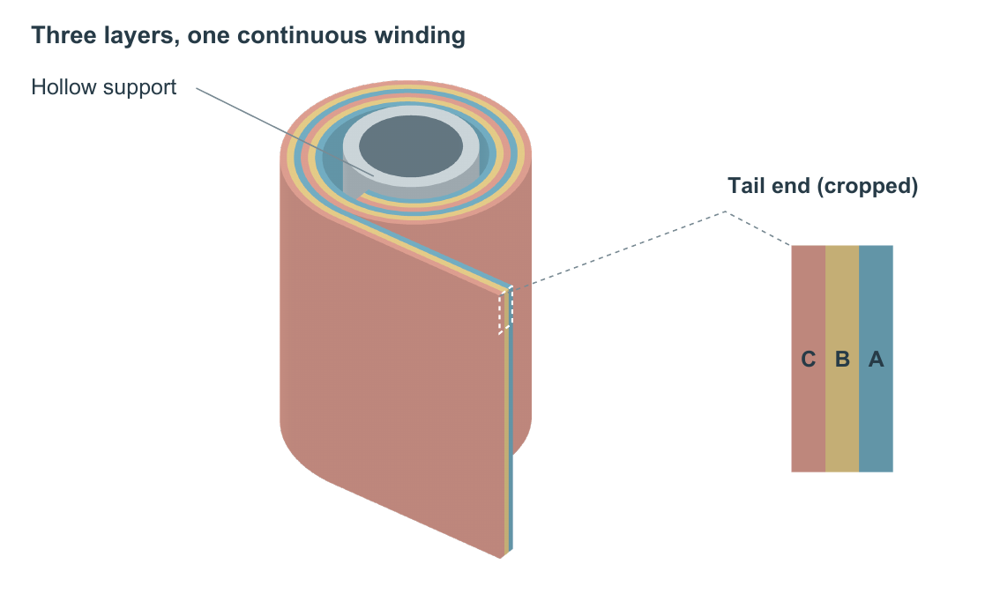 Three layers, one continuous winding
Hollow support
Tail end (cropped)
C B A